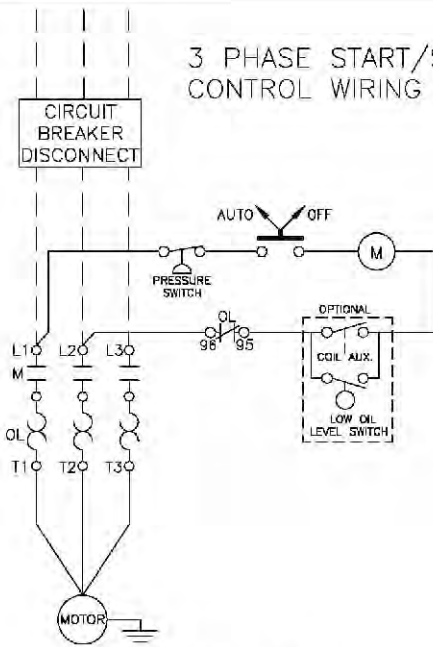 3 PHASE START/S
CONTROL WIRING
CIRCUIT
BREAKER
DISCONNECT
AUTO
OFF
M
PRESSURE
SWITCH
OL
96
95
OPTIONAL
COIL AUX.
LOW OIL
LEVEL SWITCH
L1
L2
L3
M
OL
T1
T2
T3
MOTOR